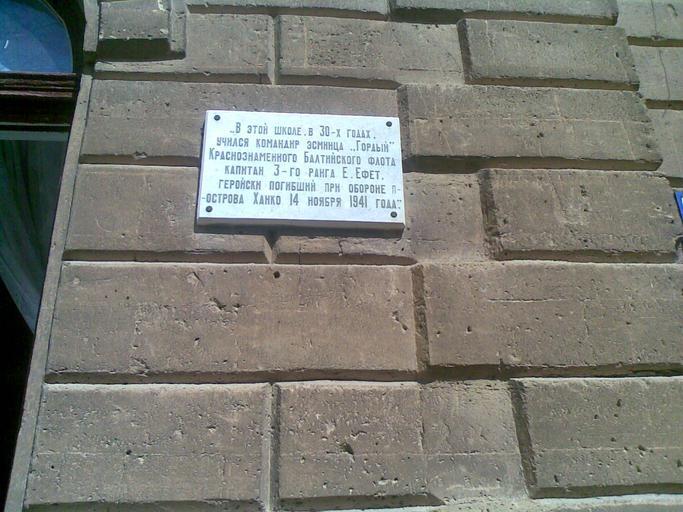 „В этой школе, в 30-х годах,
учился командир эсминца „Гордый"
Краснознаменного Балтийского флота
капитан 3-го ранга Е. Ефет,
геройски погибший при обороне п-
острова Ханко 14 ноября 1941 года."